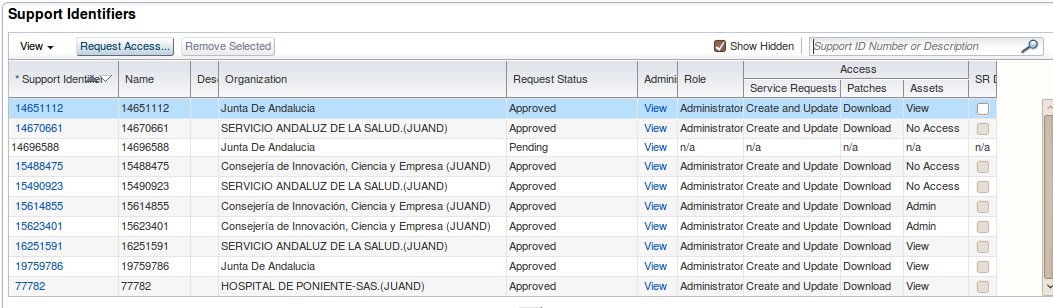 Support Identifiers
View Request Access... Remove Selected Show Hidden Support ID Number or Description
Access
* Support Identifier Name Des Organization Request Status Adminis Role Service Requests Patches Assets SR D
14651112 14651112 Junta De Andalucia Approved View Administrator Create and Update Download View
14670661 14670661 SERVICIO ANDALUZ DE LA SALUD.(JUAND) Approved View Administrator Create and Update Download No Access
14696588 14696588 Junta De Andalucia Pending View n/a n/a n/a n/a n/a
15488475 15488475 Consejería de Innovación, Ciencia y Empresa (JUAND) Approved View Administrator Create and Update Download No Access
15490923 15490923 SERVICIO ANDALUZ DE LA SALUD.(JUAND) Approved View Administrator Create and Update Download No Access
15614855 15614855 Consejería de Innovación, Ciencia y Empresa (JUAND) Approved View Administrator Create and Update Download Admin
15623401 15623401 Consejería de Innovación, Ciencia y Empresa (JUAND) Approved View Administrator Create and Update Download Admin
16251591 16251591 SERVICIO ANDALUZ DE LA SALUD.(JUAND) Approved View Administrator Create and Update Download View
19759786 19759786 Junta De Andalucia Approved View Administrator Create and Update Download View
77782 77782 HOSPITAL DE PONIENTE-SAS.(JUAND) Approved View Administrator Create and Update Download View